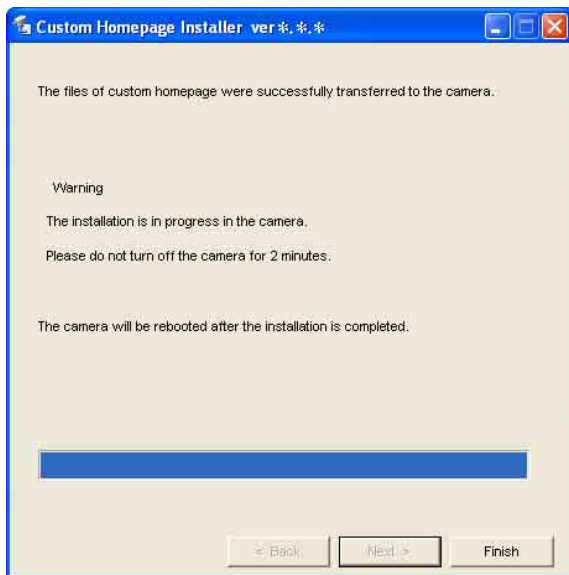 Custom Homepage Installer ver*.*.*
The files of custom homepage were successfully transferred to the camera.
Warning
The installation is in progress in the camera.
Please do not turn off the camera for 2 minutes.
The camera will be rebooted after the installation is completed.
< Back Next > Finish